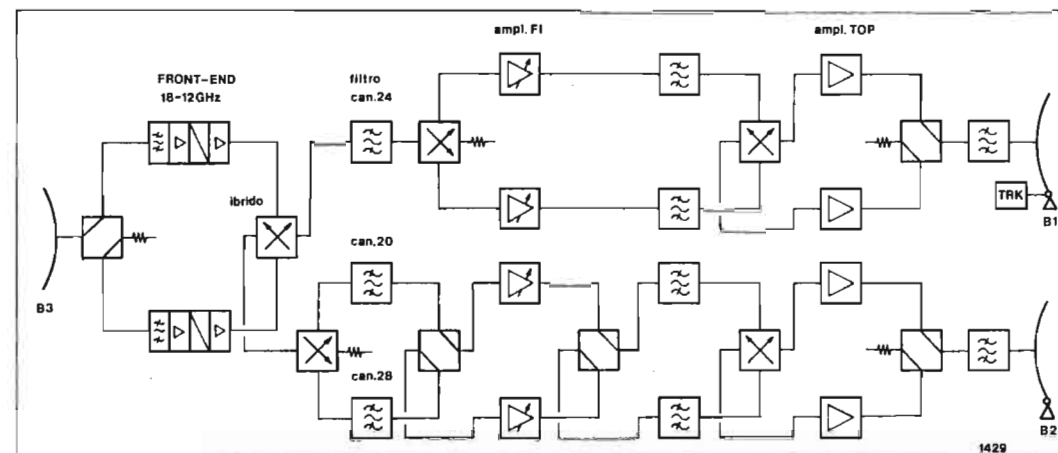 ampl. FI
ampl. TOP
FRONT-END
18-12GHz
filtro
can.24
ibrido
TRK
B1
can.20
B3
can.28
B2
1429